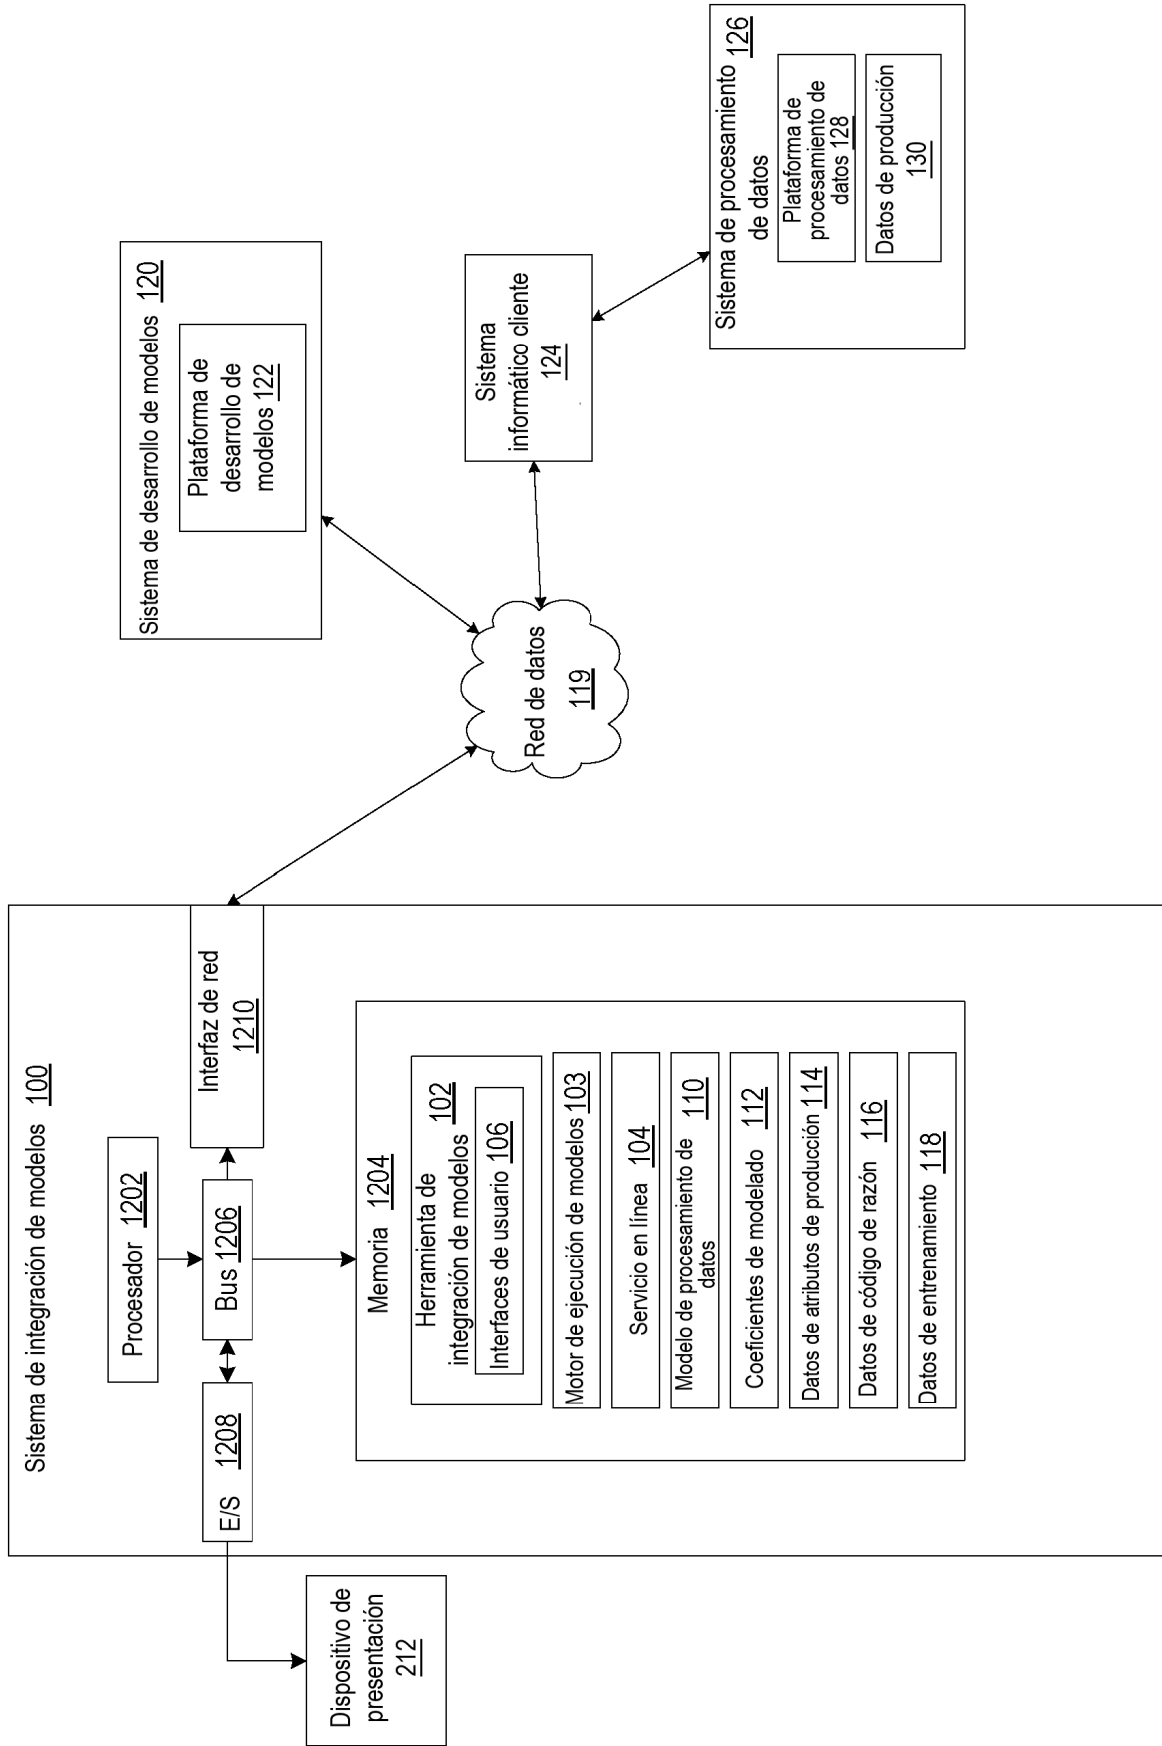 Sistema de integración de modelos 100
Procesador 1202
E/S 1208
Bus 1206
Interfaz de red
1210
Dispositivo de
presentación
212
Memoria 1204
Herramienta de
integración de modelos 102
Interfaces de usuario 106
Motor de ejecución de modelos 103
Servicio en línea 104
Modelo de procesamiento de
datos 110
Coeficientes de modelado 112
Datos de atributos de producción 114
Datos de código de razón 116
Datos de entrenamiento 118
Red de datos
119
Sistema de desarrollo de modelos 120
Plataforma de
desarrollo de
modelos 122
Sistema
informático cliente
124
Sistema de procesamiento
de datos 126
Plataforma de
procesamiento de
datos 128
Datos de producción
130